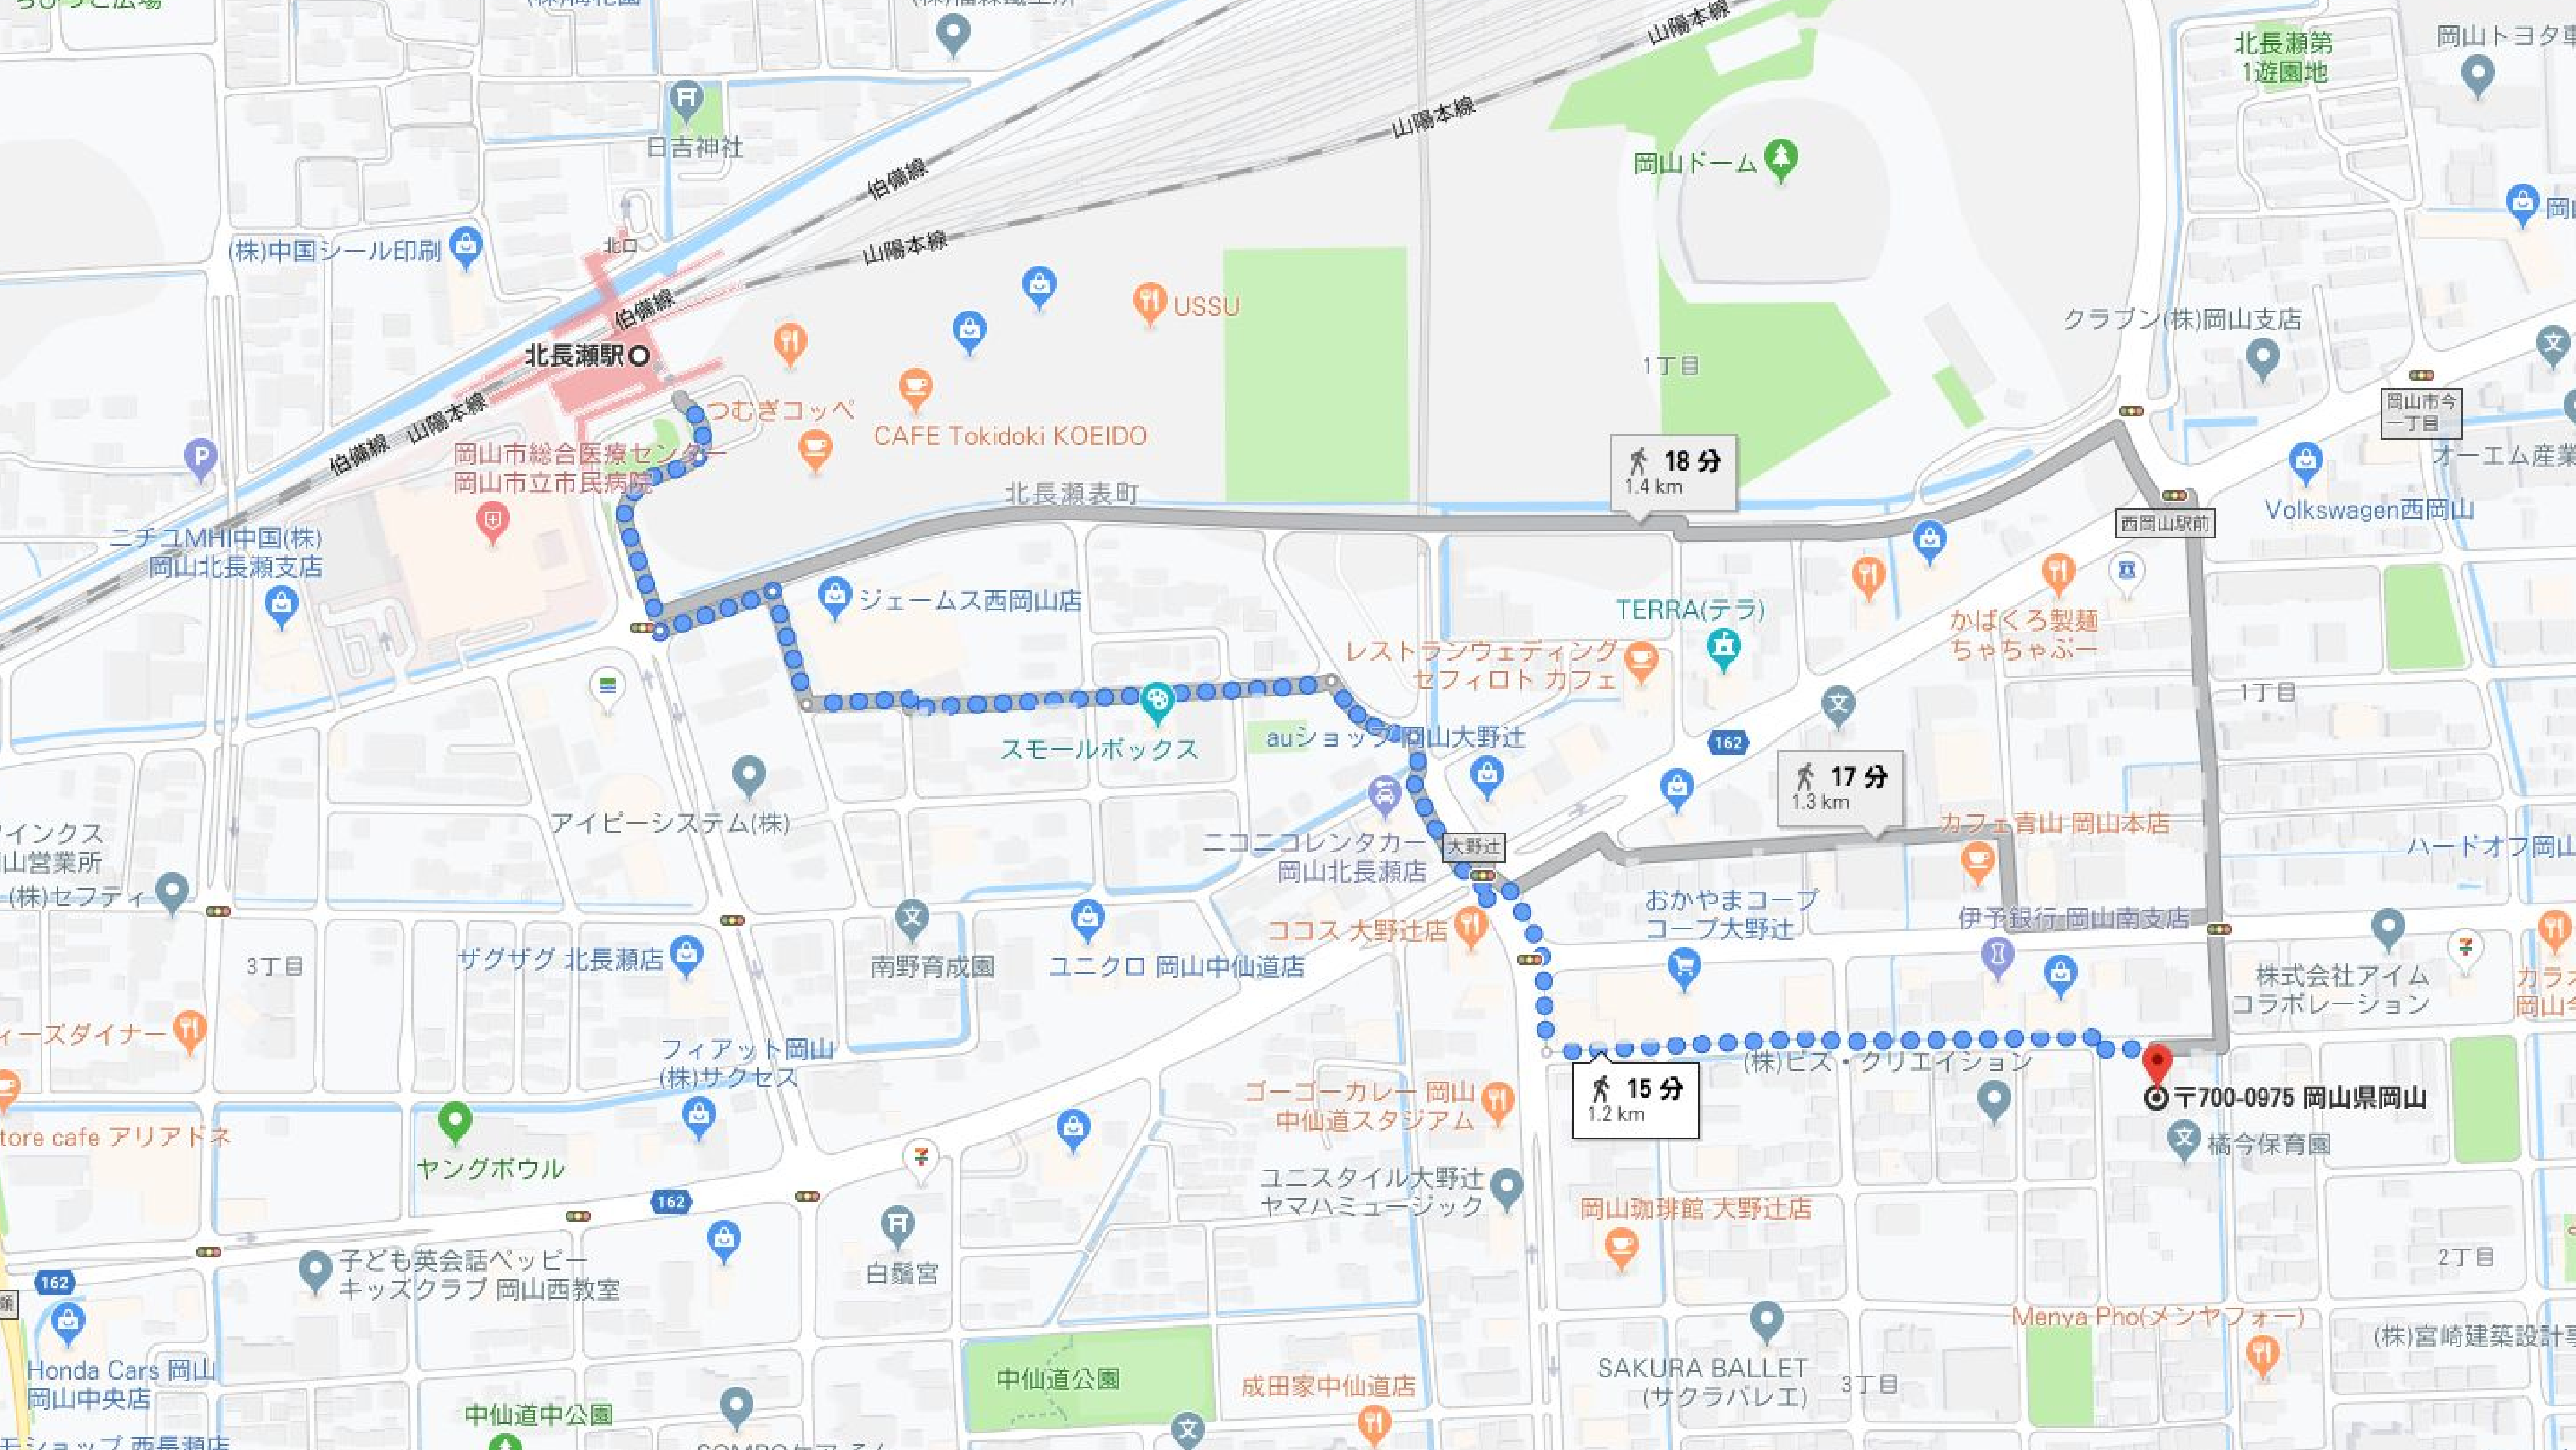 山陽本線
北長瀬第
1遊園地
日吉神社
伯備線
山陽本線
岡山ドーム
(株)中国シール印刷
北口
山陽本線
伯備線
USSU
クラブン(株)岡山支店
北長瀬駅
1丁目
つむぎコッペ
岡山市今
一丁目
伯備線
山陽本線
CAFE Tokidoki KOEIDO
岡山市総合医療センター
岡山市立市民病院
P
18 分
1.4 km
北長瀬表町
Volkswagen西岡山
西岡山駅前
ニチユMHI中国(株)
岡山北長瀬支店
ジェームス西岡山店
TERRA(テラ)
かばくろ製麺
ちゃちゃぶー
レストランウェディング
セフィロト カフェ
1丁目
スモールボックス
auショップ 岡山大野辻
162
17 分
1.3 km
アイピーシステム(株)
カフェ青山 岡山本店
ニコニコレンタカー
岡山北長瀬店
大野辻
山営業所
(株)セフティ
おかやまコープ
コープ大野辻
伊予銀行 岡山南支店
ココス 大野辻店
ザグザグ 北長瀬店
南野育成園
ユニクロ 岡山中仙道店
3丁目
株式会社アイム
コラボレーション
フィアット岡山
(株)サクセス
(株)ビス・クリエイション
15 分
1.2 km
ゴーゴーカレー 岡山
中仙道スタジアム
〒700-0975 岡山県岡山
tore cafe アリアドネ
橘今保育園
ヤングボウル
ユニスタイル大野辻
ヤマハミュージック
162
岡山珈琲館 大野辻店
子ども英会話ペッピー
キッズクラブ 岡山西教室
白鬚宮
2丁目
162
Menya Pho(メンヤフォー)
Honda Cars 岡山
岡山中央店
中仙道公園
成田家中仙道店
SAKURA BALLET
(サクラバレエ)
3丁目
中仙道中公園